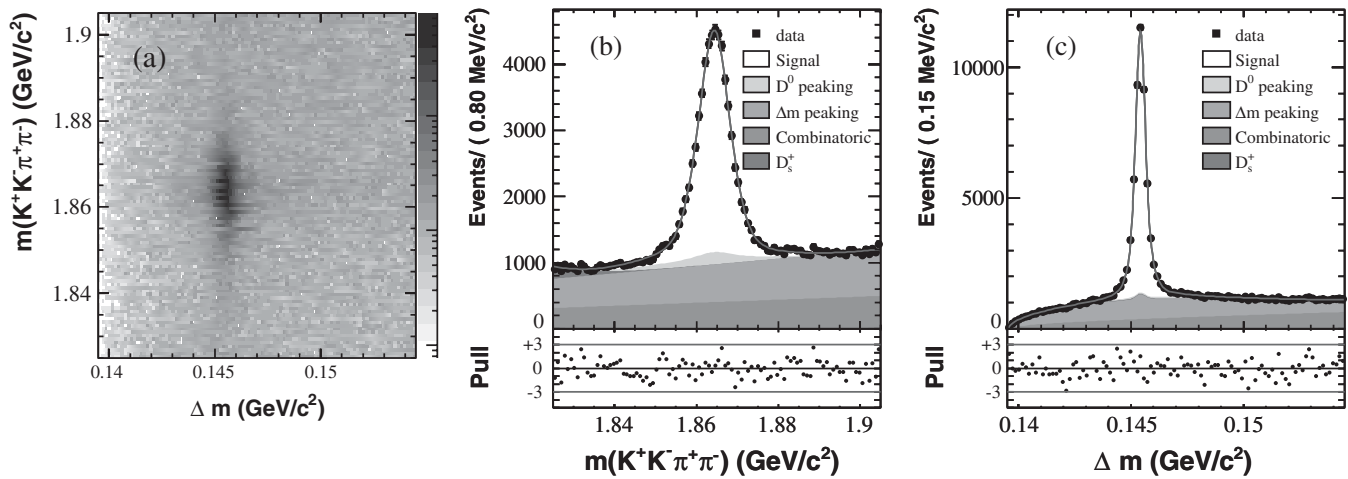 (a)
1.9
1.88
1.86
1.84
m(K⁺K⁻π⁺π⁻) (GeV/c²)
0.14 0.145 0.15
Δ m (GeV/c²)
(b)
data
Signal
D⁰ peaking
Δm peaking
Combinatoric
Dₛ⁺
4000
3000
2000
1000
0
Events/ ( 0.80 MeV/c²)
+3
0
-3
Pull
1.84 1.86 1.88 1.9
m(K⁺K⁻π⁺π⁻) (GeV/c²)
(c)
data
Signal
D⁰ peaking
Δm peaking
Combinatoric
Dₛ⁺
10000
5000
0
Events/ ( 0.15 MeV/c²)
+3
0
-3
Pull
0.14 0.145 0.15
Δ m (GeV/c²)